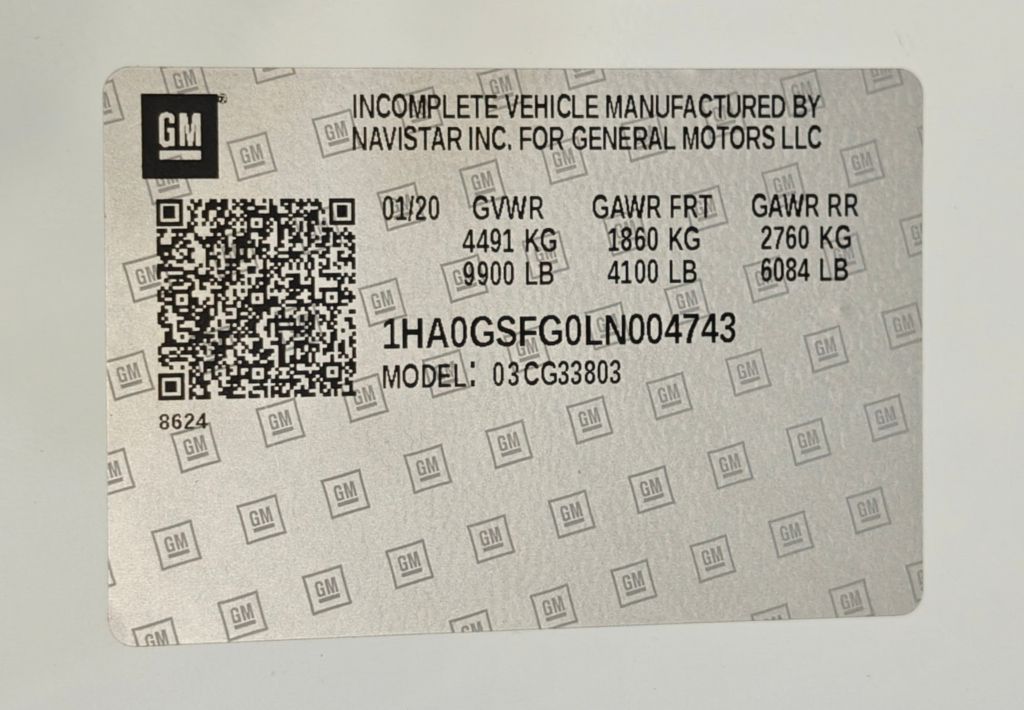 GM
INCOMPLETE VEHICLE MANUFACTURED BY
NAVISTAR INC. FOR GENERAL MOTORS LLC
01/20 GVWR GAWR FRT GAWR RR
4491 KG 1860 KG 2760 KG
9900 LB 4100 LB 6084 LB
1HA0GSFG0LN004743
MODEL: 03CG33803
8624